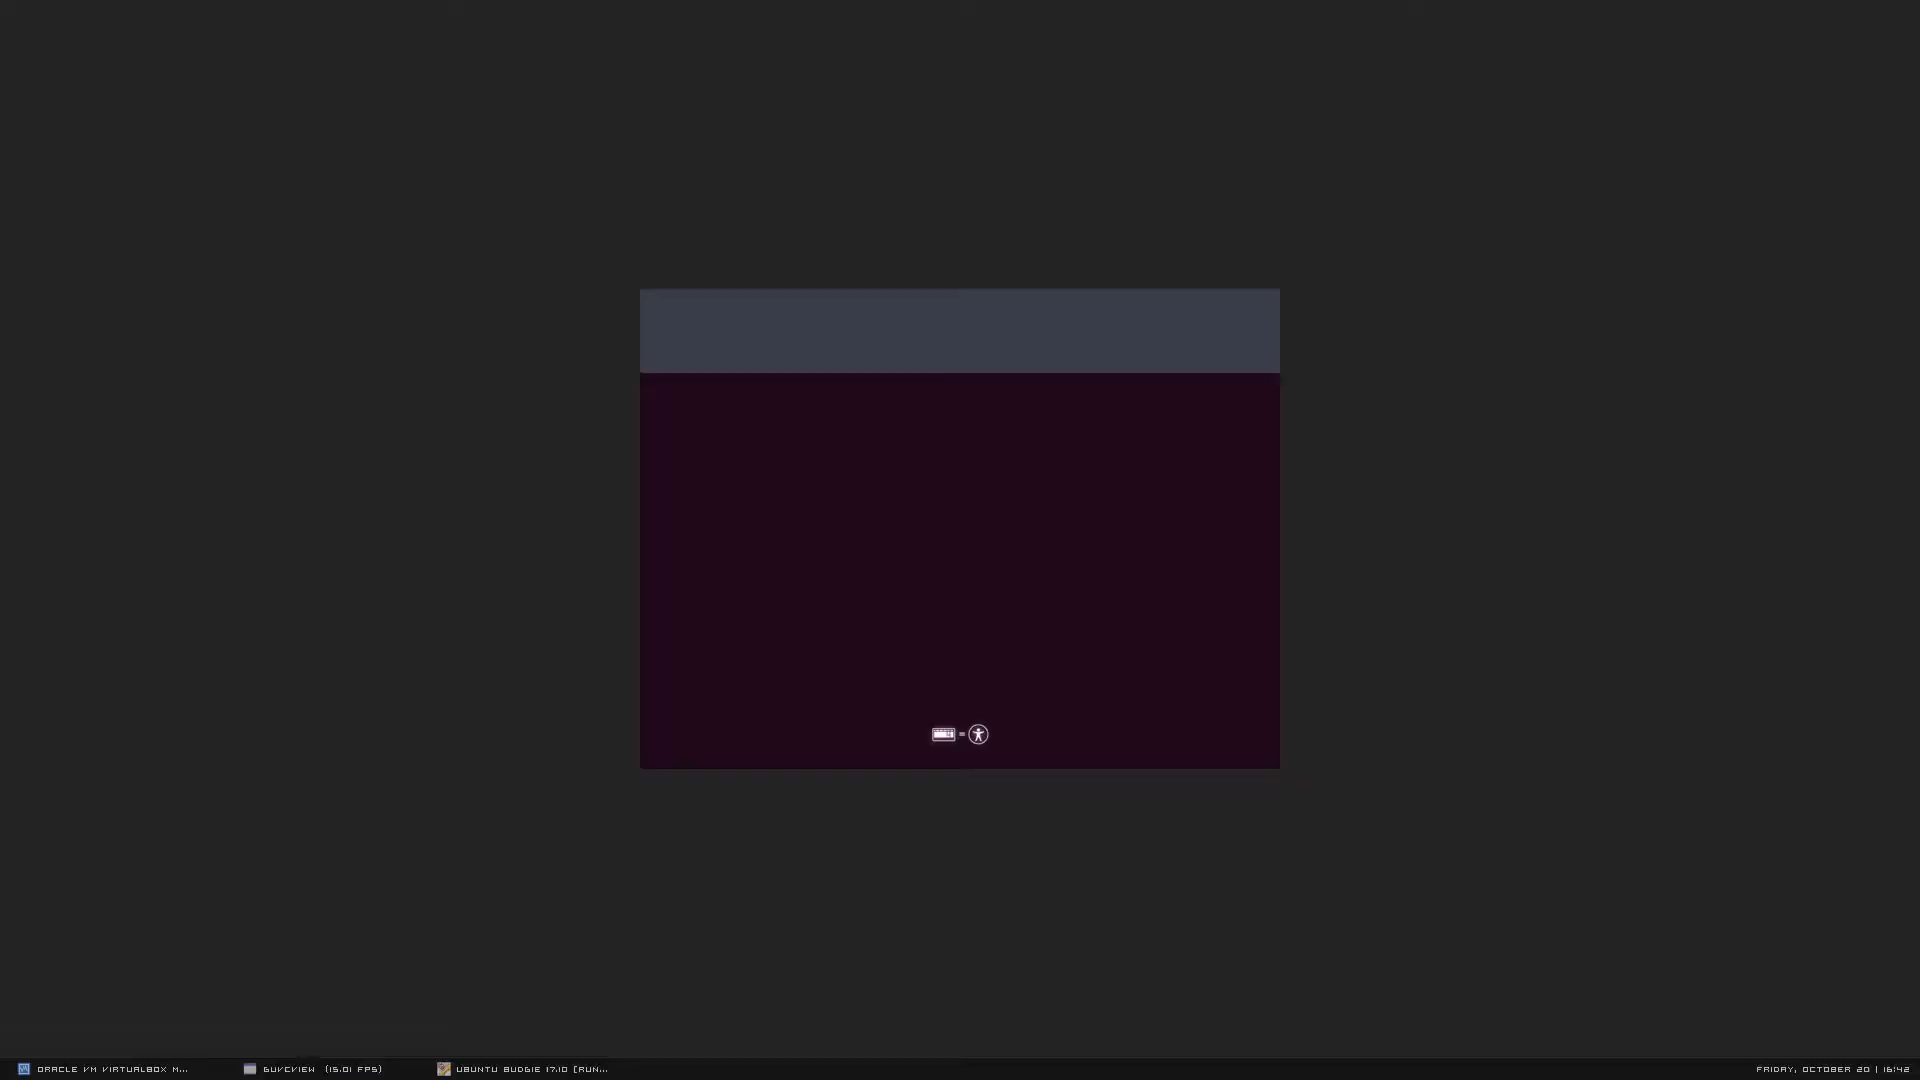 =
ORACLE VM VIRTUALBOX M...
GUVCVIEW (15.01 FPS)
UBUNTU BUDGIE 17.10 [RUN...
FRIDAY, OCTOBER 20 | 16:42